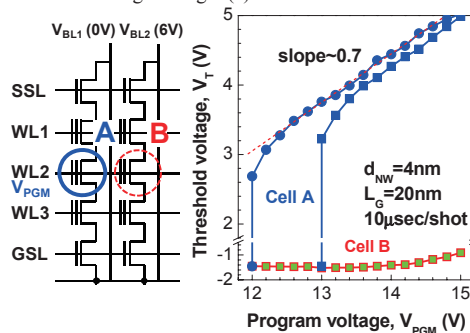 V_BL1 (0V) V_BL2 (6V)
SSL
WL1
A
B
WL2
V_PGM
WL3
GSL
Threshold voltage, V_T (V)
5
4
3
2
-1
-2
slope~0.7
Cell A
d_NW=4nm
L_G=20nm
10μsec/shot
Cell B
12 13 14 15
Program voltage, V_PGM (V)